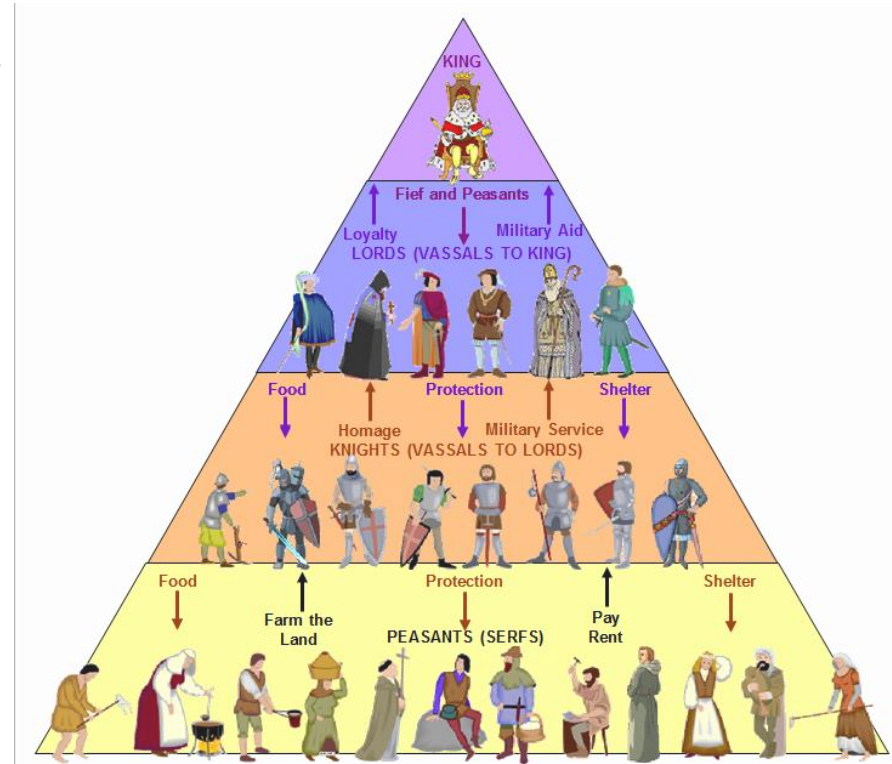 KING
Fief and Peasants
Loyalty
Military Aid
LORDS (VASSALS TO KING)
Food
Protection
Shelter
Homage
Military Service
KNIGHTS (VASSALS TO LORDS)
Food
Protection
Shelter
Farm the
Land
Pay
Rent
PEASANTS (SERFS)